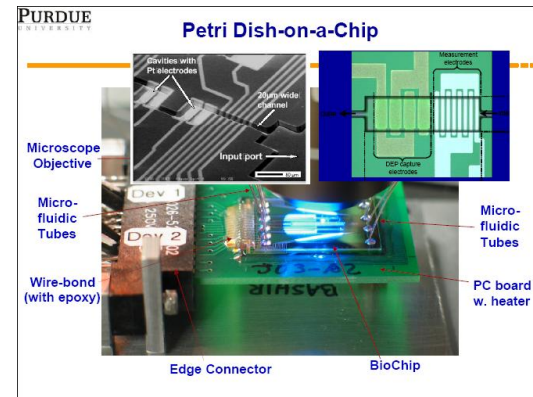 PURDUE
UNIVERSITY
Petri Dish-on-a-Chip
Cavities with
Pt electrodes
20µm-wide
channel
Input port
Measurement
electrodes
DEP Capture
electrodes
Microscope
Objective
Micro-
fluidic
Tubes
Wire-bond
(with epoxy)
Dev 1
Dev 2
Micro-
fluidic
Tubes
PC board
w. heater
BASHIR
Edge Connector
BioChip